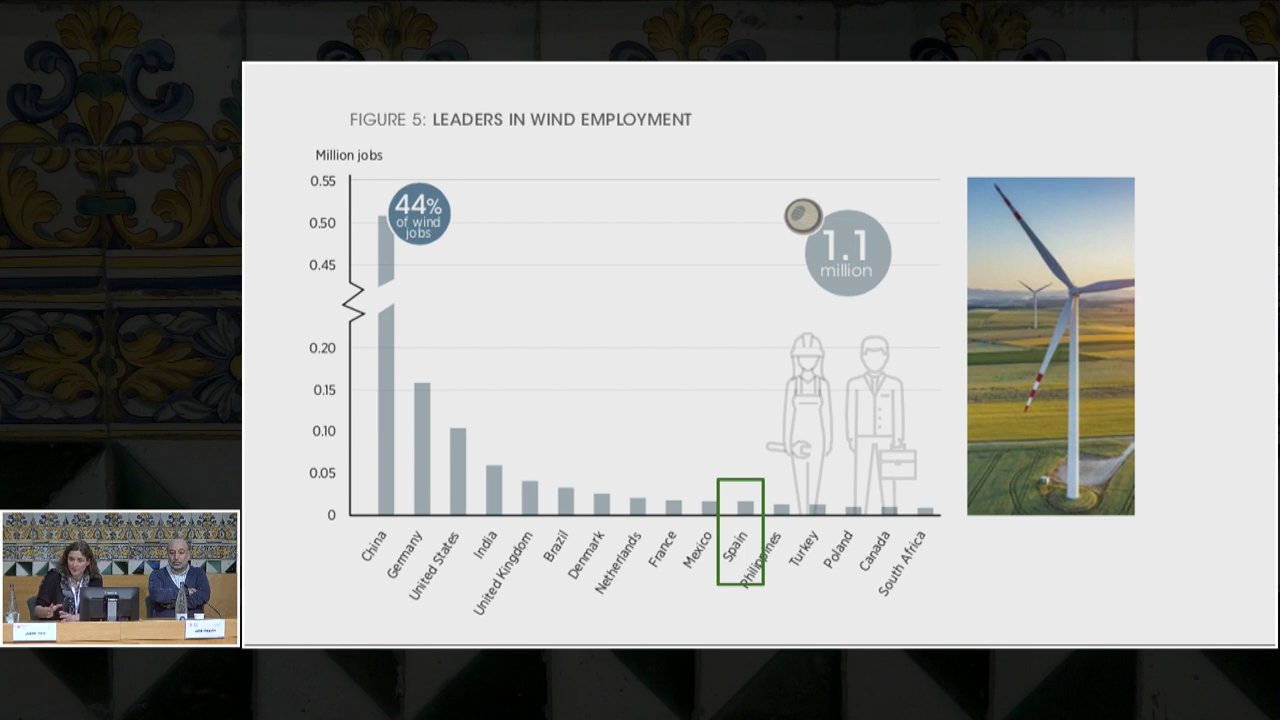 FIGURE 5: LEADERS IN WIND EMPLOYMENT
Million jobs
0.55
0.50
0.45
0.20
0.15
0.10
0.05
0
44%
of wind
jobs
1.1
million
China
Germany
United States
India
United Kingdom
Brazil
Denmark
Netherlands
France
Mexico
Spain
Philippines
Turkey
Poland
Canada
South Africa